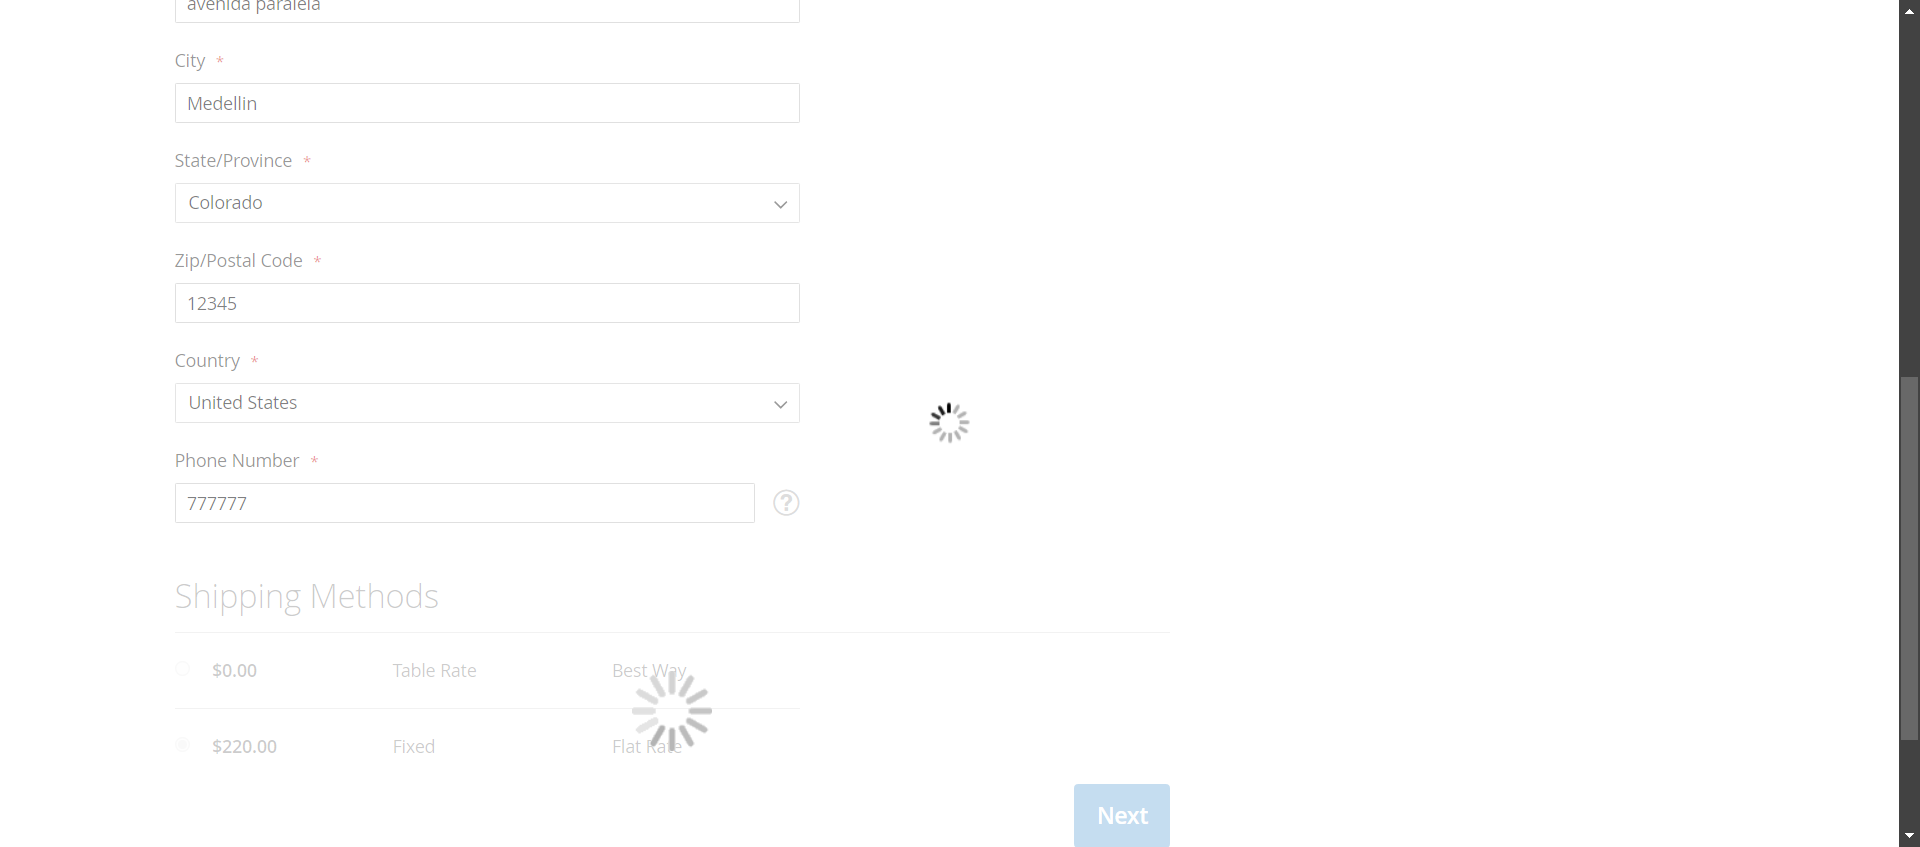 avenida paralela
City *
Medellin
State/Province *
Colorado
Zip/Postal Code *
12345
Country *
United States
Phone Number *
777777
?
Shipping Methods
$0.00 Table Rate Best Way
$220.00 Fixed Flat Rate
Next